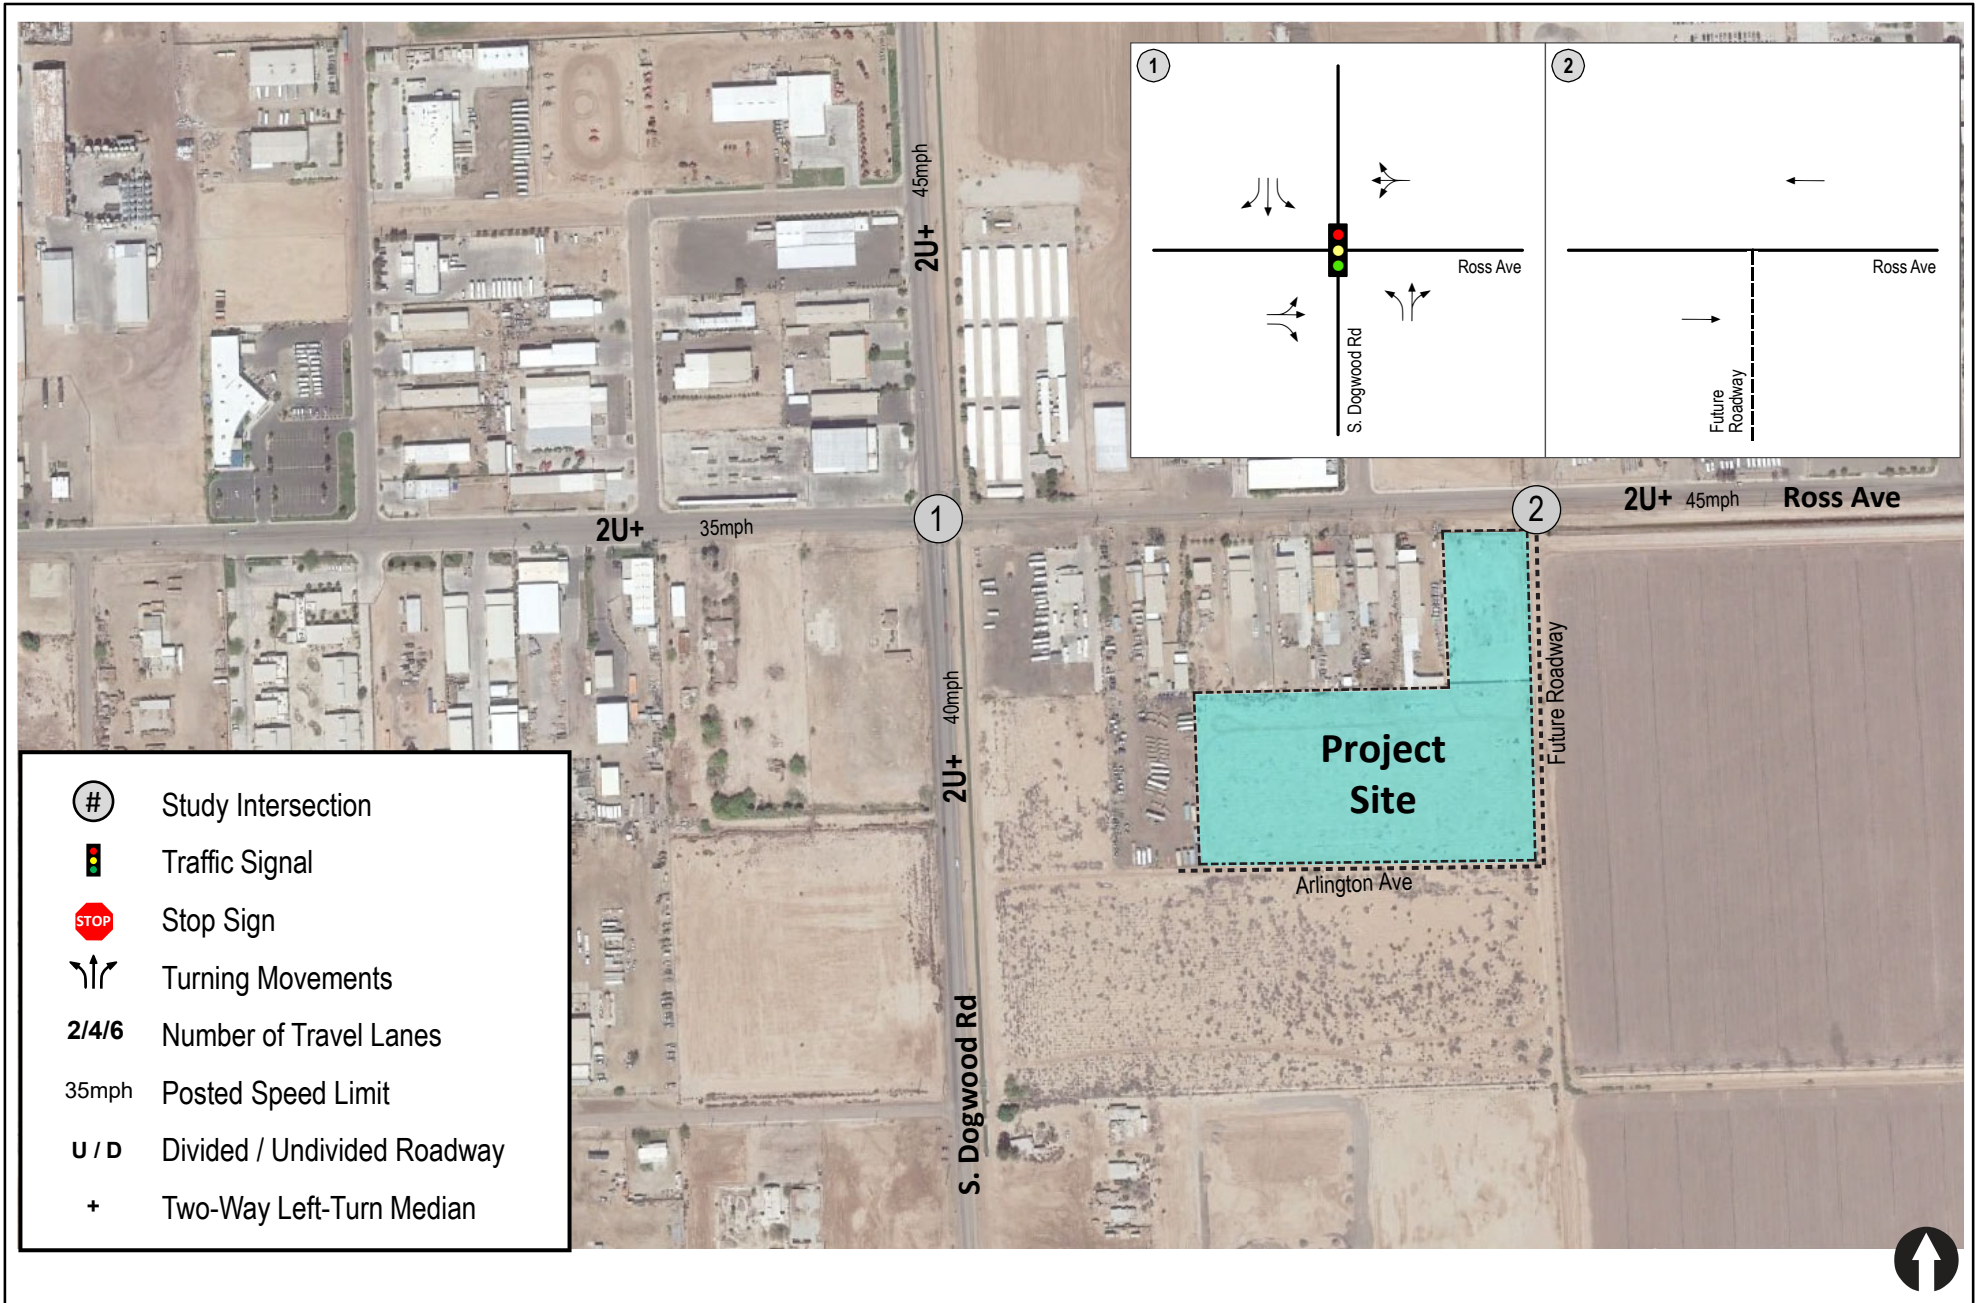 1
2
Ross Ave
S. Dogwood Rd
Ross Ave
Future
Roadway
45mph
2U+
2U+
35mph
1
2
2U+
45mph
Ross Ave
40mph
2U+
Future Roadway
Project
Site
Arlington Ave
S. Dogwood Rd
#
Study Intersection
Traffic Signal
STOP
Stop Sign
Turning Movements
2/4/6
Number of Travel Lanes
35mph
Posted Speed Limit
U / D
Divided / Undivided Roadway
+
Two-Way Left-Turn Median